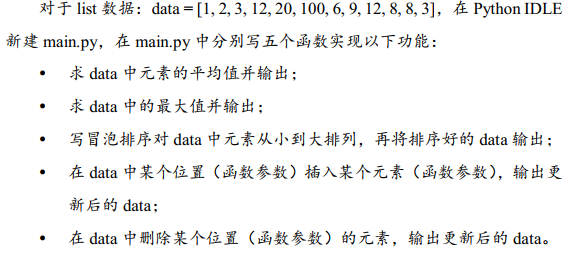 对于 list 数据：data = [1, 2, 3, 12, 20, 100, 6, 9, 12, 8, 8, 3]，在 Python IDLE
新建 main.py，在 main.py 中分别写五个函数实现以下功能：
• 求 data 中元素的平均值并输出；
• 求 data 中的最大值并输出；
• 写冒泡排序对 data 中元素从小到大排列，再将排序好的 data 输出；
• 在 data 中某个位置（函数参数）插入某个元素（函数参数），输出更
新后的 data；
• 在 data 中删除某个位置（函数参数）的元素，输出更新后的 data。